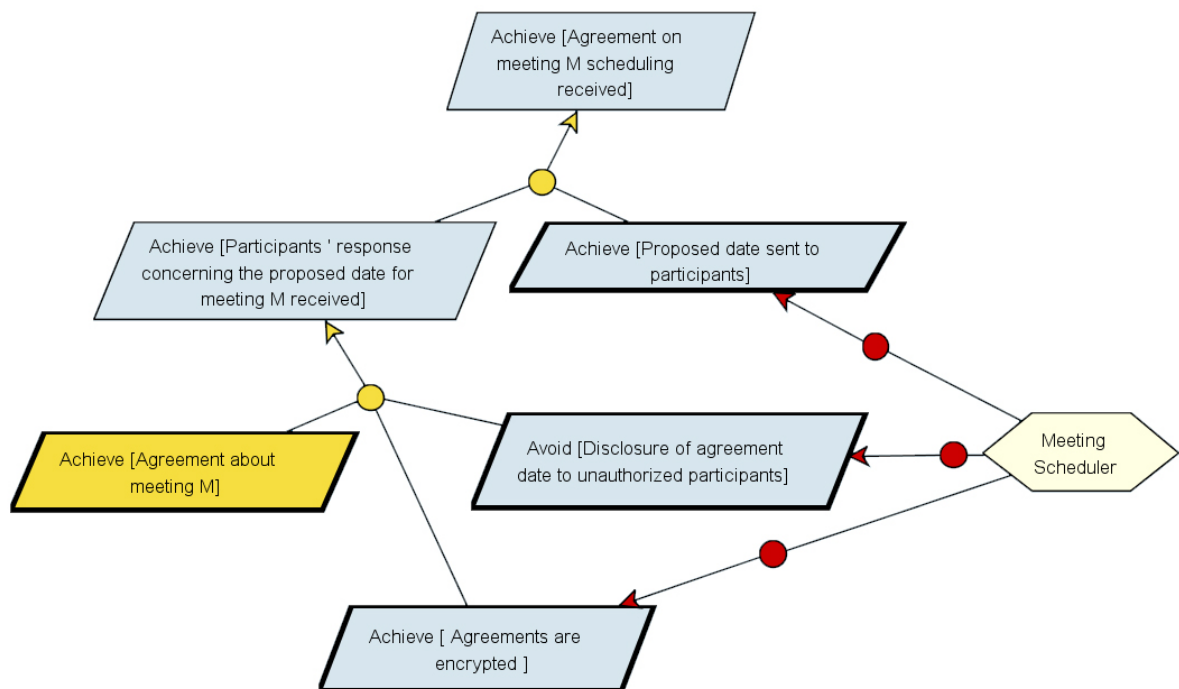 Achieve [Agreement on
meeting M scheduling
received]
Achieve [Participants ' response
concerning the proposed date for
meeting M received]
Achieve [Proposed date sent to
participants]
Achieve [Agreement about
meeting M]
Avoid [Disclosure of agreement
date to unauthorized participants]
Meeting
Scheduler
Achieve [ Agreements are
encrypted ]